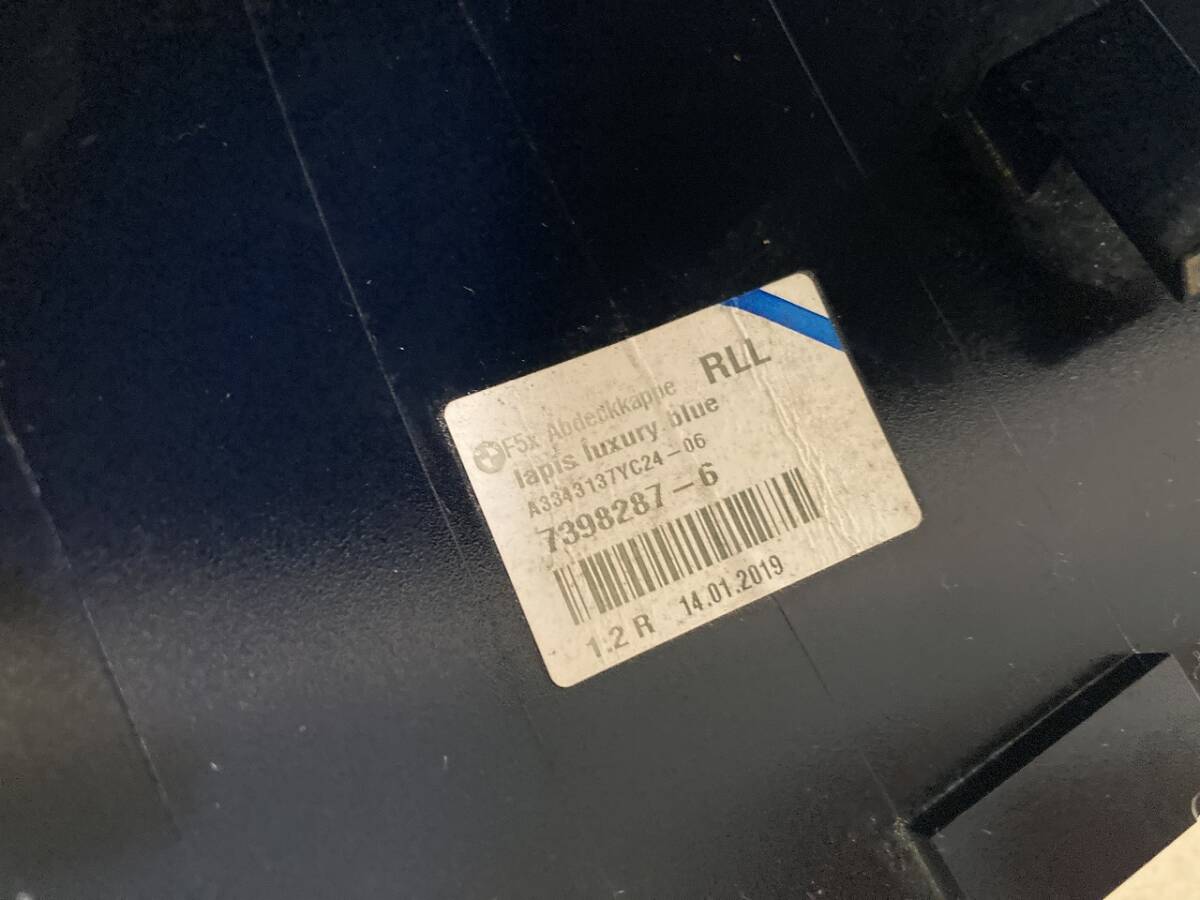 F5x Abdeckkappe RLL
lapis luxury blue
A3343137YC24-06
7398287-6
1.2 R 14.01.2019